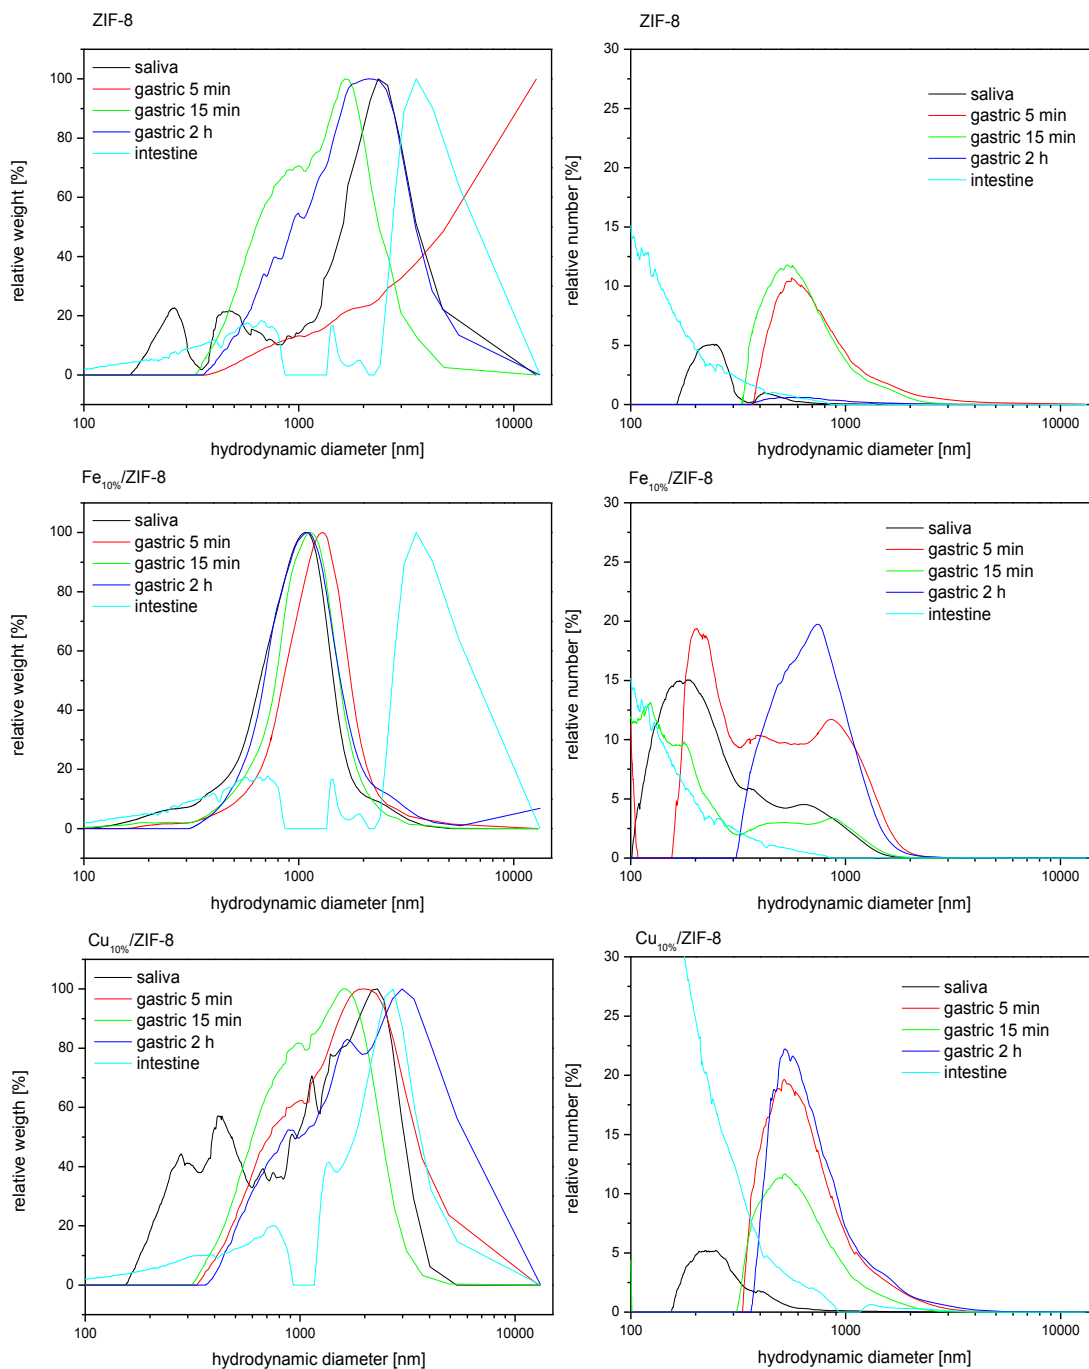 ZIF-8
saliva
gastric 5 min
gastric 15 min
gastric 2 h
intestine
100
80
60
40
20
0
relative weight [%]
100
1000
10000
hydrodynamic diameter [nm]
ZIF-8
saliva
gastric 5 min
gastric 15 min
gastric 2 h
intestine
30
25
20
15
10
5
0
relative number [%]
100
1000
10000
hydrodynamic diameter [nm]
Fe10%/ZIF-8
saliva
gastric 5 min
gastric 15 min
gastric 2 h
intestine
100
80
60
40
20
0
relative weight [%]
100
1000
10000
hydrodynamic diameter [nm]
Fe10%/ZIF-8
saliva
gastric 5 min
gastric 15 min
gastric 2 h
intestine
30
25
20
15
10
5
0
relative number [%]
100
1000
10000
hydrodynamic diameter [nm]
Cu10%/ZIF-8
saliva
gastric 5 min
gastric 15 min
gastric 2 h
intestine
100
80
60
40
20
0
relative weigth [%]
100
1000
10000
hydrodynamic diameter [nm]
Cu10%/ZIF-8
saliva
gastric 5 min
gastric 15 min
gastric 2 h
intestine
30
25
20
15
10
5
0
relative number [%]
100
1000
10000
hydrodynamic diameter [nm]